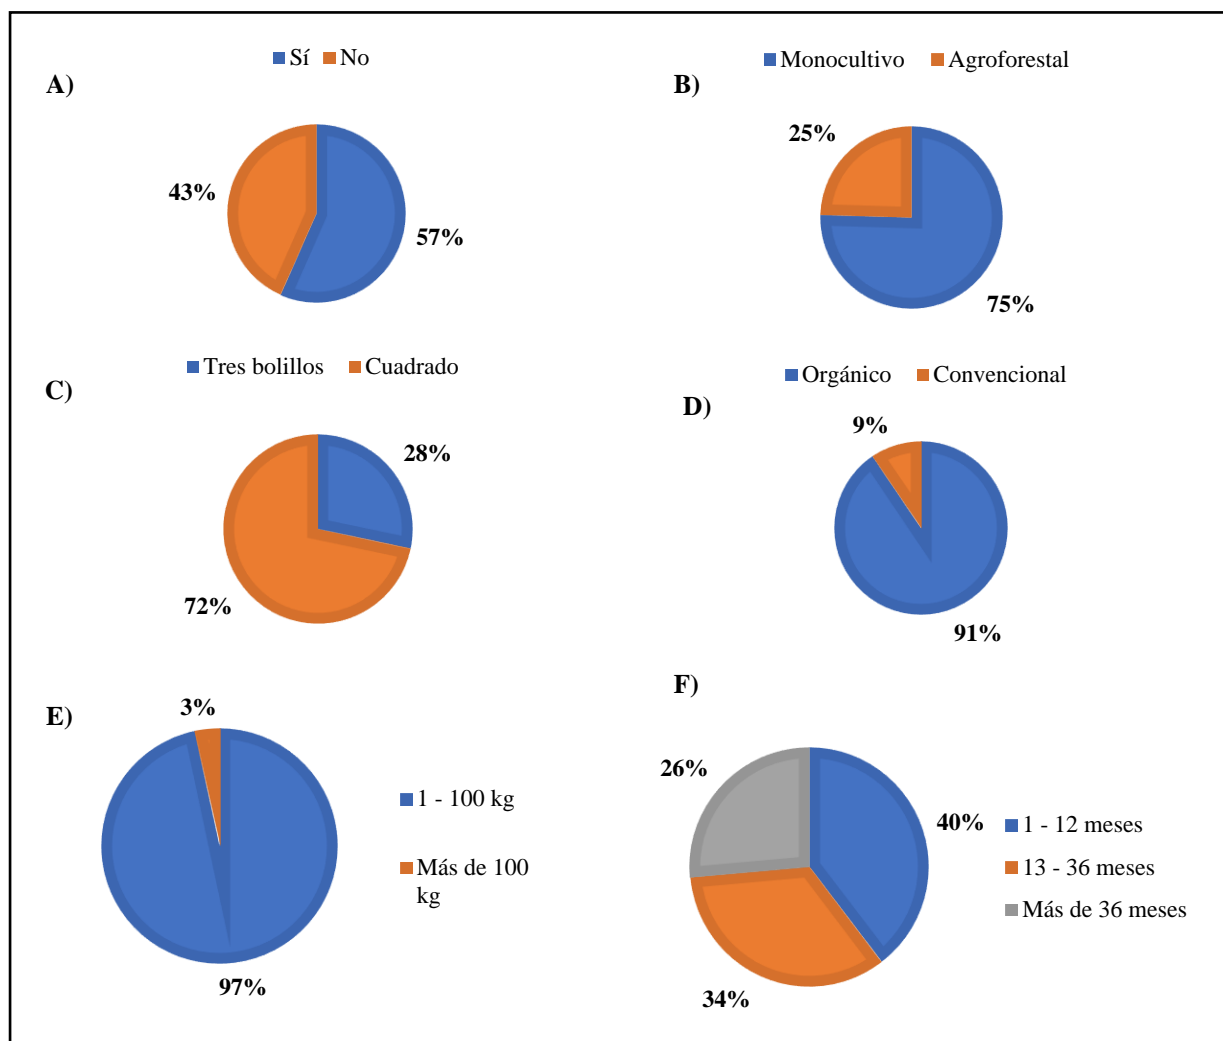 A)
Sí No
43%
57%
B)
Monocultivo Agroforestal
25%
75%
C)
Tres bolillos Cuadrado
28%
72%
D)
Orgánico Convencional
9%
91%
E)
3%
97%
1 - 100 kg
Más de 100
kg
F)
26%
40%
34%
1 - 12 meses
13 - 36 meses
Más de 36 meses